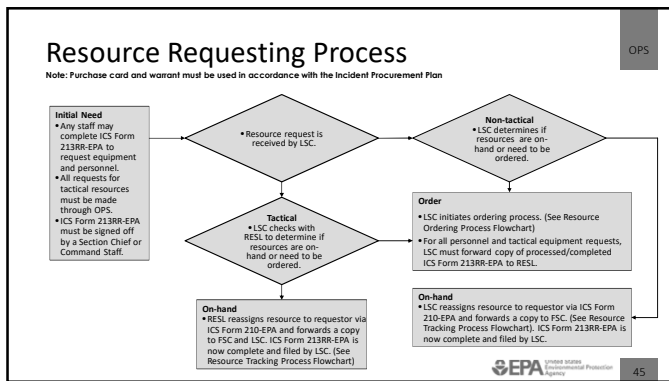 Resource Requesting Process
OPS
Note: Purchase card and warrant must be used in accordance with the Incident Procurement Plan
Initial Need
• Any staff may
complete ICS Form
213RR-EPA to
request equipment
and personnel.
• All requests for
tactical resources
must be made
through OPS.
• ICS Form 213RR-EPA
must be signed off
by a Section Chief or
Command Staff.
• Resource request is
received by LSC.
Non-tactical
• LSC determines if
resources are on-
hand or need to be
ordered.
Tactical
• LSC checks with
RESL to determine if
resources are on-
hand or need to be
ordered.
Order
• LSC initiates ordering process. (See Resource
Ordering Process Flowchart)
• For all personnel and tactical equipment requests,
LSC must forward copy of processed/completed
ICS Form 213RR-EPA to RESL.
On-hand
• RESL reassigns resource to requestor via
ICS Form 210-EPA and forwards a copy
to FSC and LSC. ICS Form 213RR-EPA is
now complete and filed by LSC. (See
Resource Tracking Process Flowchart)
On-hand
• LSC reassigns resource to requestor via ICS Form
210-EPA and forwards a copy to FSC. (See Resource
Tracking Process Flowchart). ICS Form 213RR-EPA is
now complete and filed by LSC.
EPA
United States
Environmental Protection
Agency
45